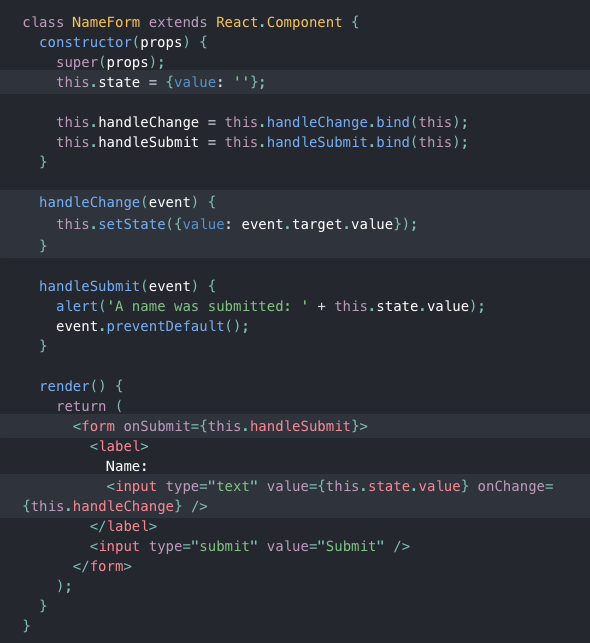 class NameForm extends React.Component {
  constructor(props) {
    super(props);
    this.state = {value: ''};

    this.handleChange = this.handleChange.bind(this);
    this.handleSubmit = this.handleSubmit.bind(this);
  }

  handleChange(event) {
    this.setState({value: event.target.value});
  }

  handleSubmit(event) {
    alert('A name was submitted: ' + this.state.value);
    event.preventDefault();
  }

  render() {
    return (
      <form onSubmit={this.handleSubmit}>
        <label>
          Name:
          <input type="text" value={this.state.value} onChange=
{this.handleChange} />
        </label>
        <input type="submit" value="Submit" />
      </form>
    );
  }
}